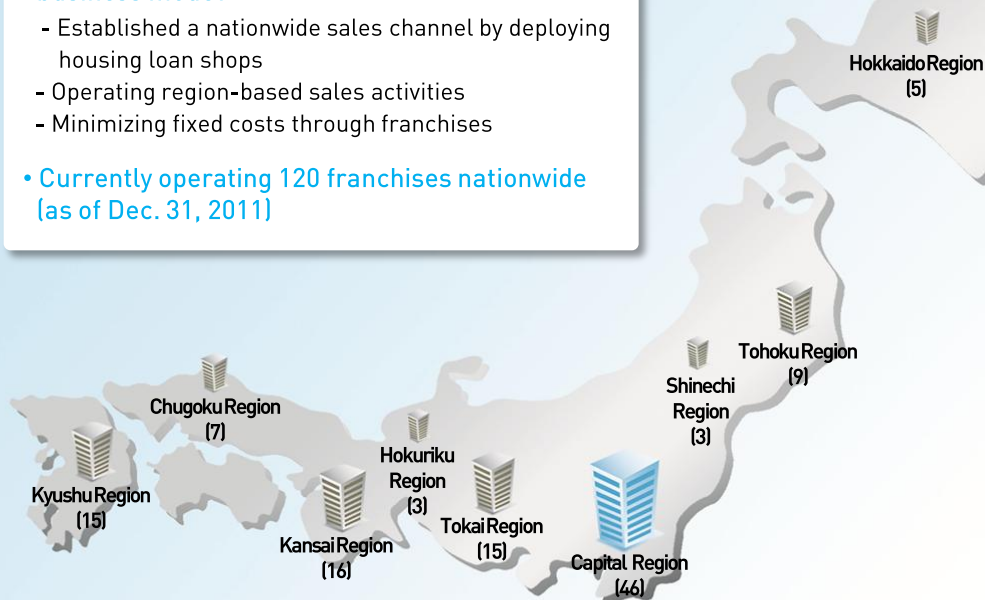 - Established a nationwide sales channel by deploying
housing loan shops
- Operating region-based sales activities
- Minimizing fixed costs through franchises
• Currently operating 120 franchises nationwide
(as of Dec. 31, 2011)
Hokkaido Region
(5)
Tohoku Region
(9)
Shinechi
Region
(3)
Chugoku Region
(7)
Hokuriku
Region
(3)
Kyushu Region
(15)
Tokai Region
(15)
Kansai Region
(16)
Capital Region
(46)